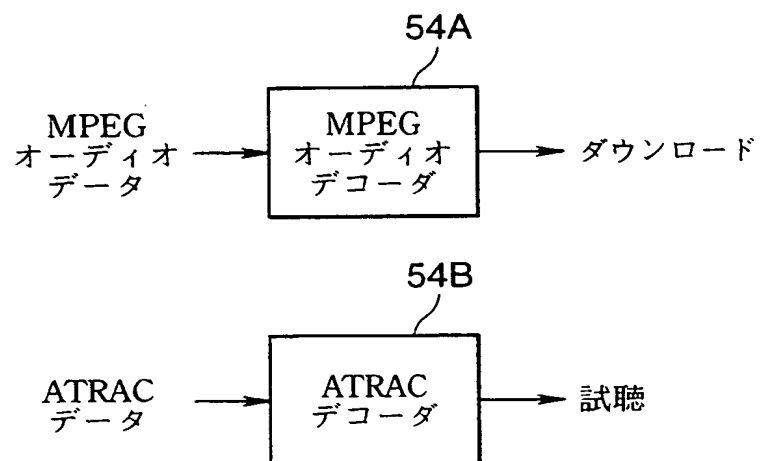 54A
MPEG
オーディオ
データ
MPEG
オーディオ
デコーダ
ダウンロード
54B
ATRAC
データ
ATRAC
デコーダ
試聴